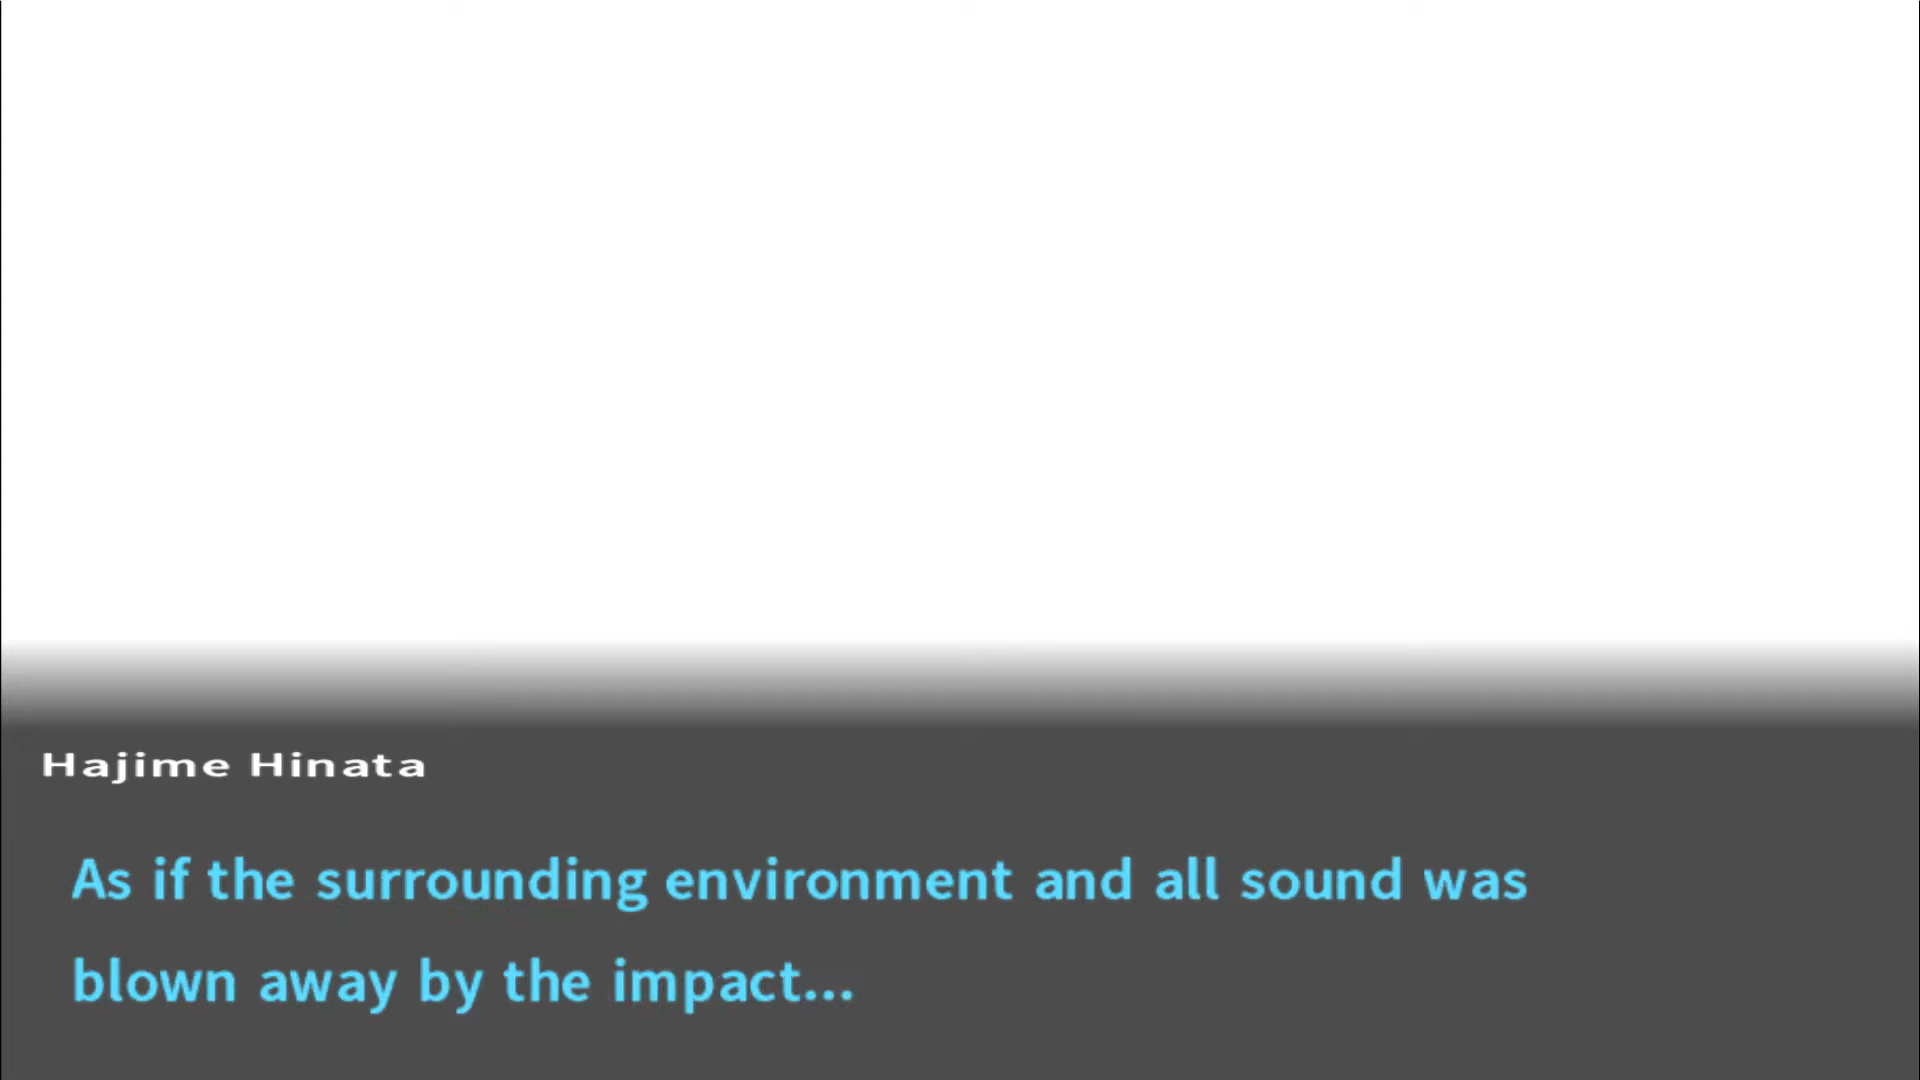 Hajime Hinata
As if the surrounding environment and all sound was
blown away by the impact...